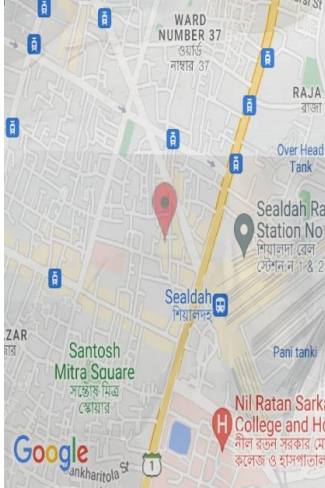 WARD
NUMBER 37
ওয়ার্ড
নাম্বার 37
RAJA
রাজা
Over Head
Tank
Sealdah Ra
Station No
শিয়ালদা রেল
স্টেশন নং 1 & 2
Sealdah
শিয়ালদহ
Pani tanki
Santosh
Mitra Square
সন্তোষ মিত্র
স্কোয়ার
ZAR
জার
Nil Ratan Sarka
College and Ho
নীল রতন সরকার মে
কলেজ ও হাসপাতাল
H
Google
ankharitola St
1